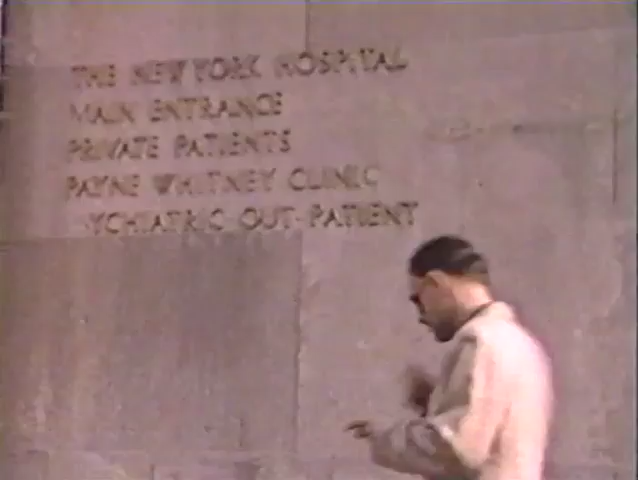 THE NEW YORK HOSPITAL
MAIN ENTRANCE
PRIVATE PATIENTS
PAYNE WHITNEY CLINIC
YCHIATRIC OUT-PATIENT